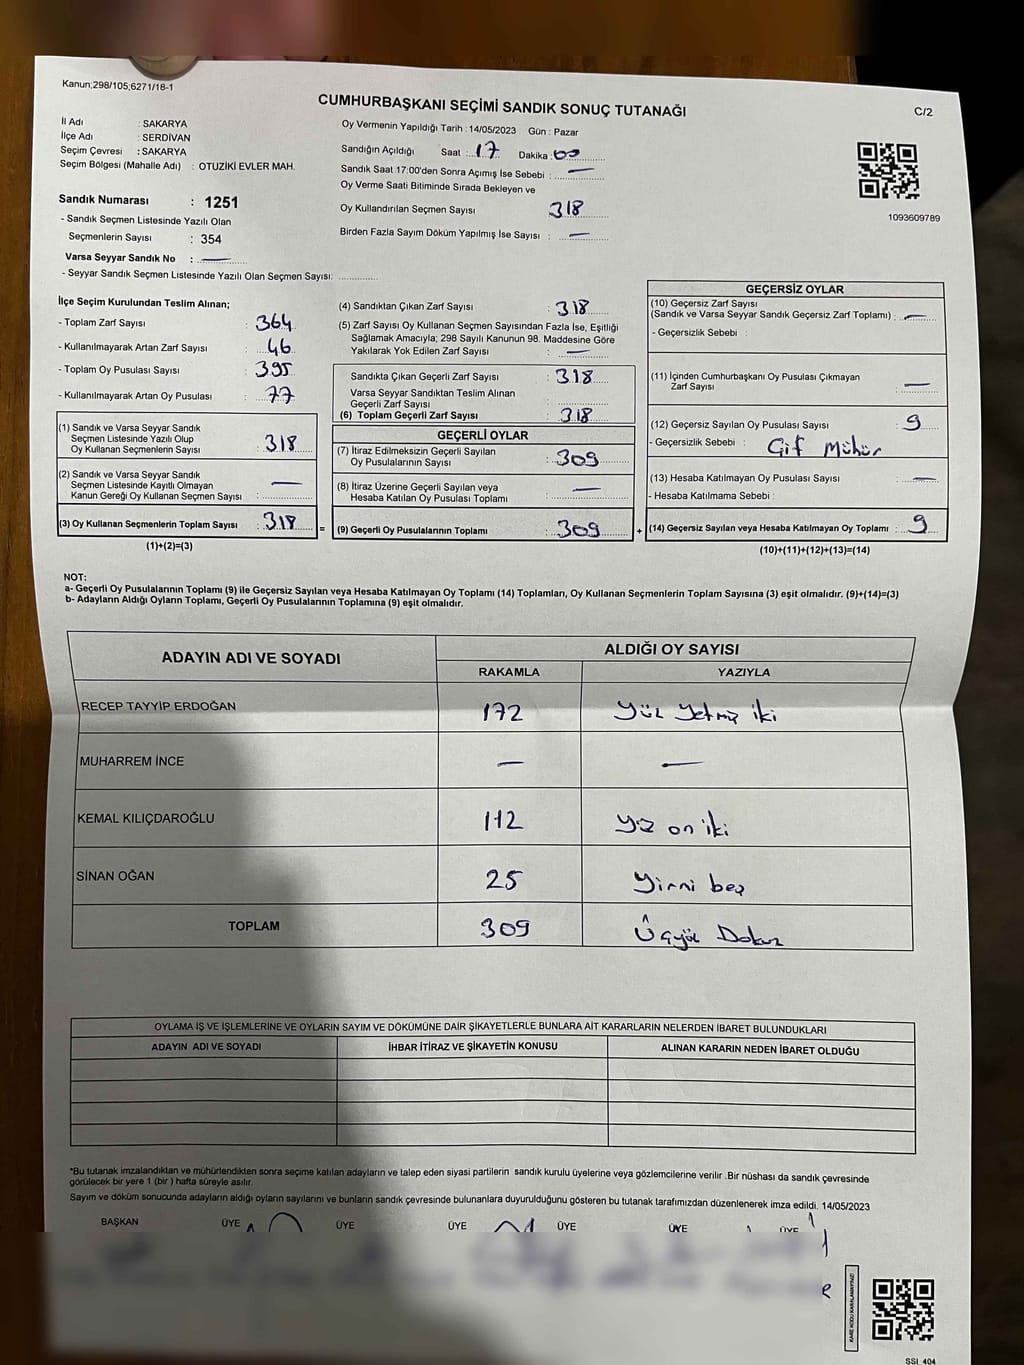 Kanun;298/105;6271/18-1
CUMHURBAŞKANI SEÇİMİ SANDIK SONUÇ TUTANAĞI
C/2
İl Adı : SAKARYA
İlçe Adı : SERDİVAN
Seçim Çevresi : SAKARYA
Seçim Bölgesi (Mahalle Adı) : OTUZİKİ EVLER MAH.
Sandık Numarası : 1251
- Sandık Seçmen Listesinde Yazılı Olan
Seçmenlerin Sayısı : 354
Varsa Seyyar Sandık No : —
- Seyyar Sandık Seçmen Listesinde Yazılı Olan Seçmen Sayısı:
Oy Vermenin Yapıldığı Tarih : 14/05/2023 Gün : Pazar
Sandığın Açıldığı Saat : 17 Dakika : 00
Sandık Saat 17:00'den Sonra Açımış İse Sebebi : —
Oy Verme Saati Bitiminde Sırada Bekleyen ve
Oy Kullandırılan Seçmen Sayısı 318
Birden Fazla Sayım Döküm Yapılmış İse Sayısı : —
1093609789
İlçe Seçim Kurulundan Teslim Alınan;
- Toplam Zarf Sayısı : 364
- Kullanılmayarak Artan Zarf Sayısı : 46
- Toplam Oy Pusulası Sayısı : 395
- Kullanılmayarak Artan Oy Pusulası : 77
(1) Sandık ve Varsa Seyyar Sandık
Seçmen Listesinde Yazılı Olup
Oy Kullanan Seçmenlerin Sayısı : 318
(2) Sandık ve Varsa Seyyar Sandık
Seçmen Listesinde Kayıtlı Olmayan
Kanun Gereği Oy Kullanan Seçmen Sayısı : —
(3) Oy Kullanan Seçmenlerin Toplam Sayısı : 318 =
(1)+(2)=(3)
(4) Sandıktan Çıkan Zarf Sayısı : 318
(5) Zarf Sayısı Oy Kullanan Seçmen Sayısından Fazla İse, Eşitliği
Sağlamak Amacıyla; 298 Sayılı Kanunun 98. Maddesine Göre
Yakılarak Yok Edilen Zarf Sayısı : —
Sandıkta Çıkan Geçerli Zarf Sayısı : 318
Varsa Seyyar Sandıktan Teslim Alınan
Geçerli Zarf Sayısı :
(6) Toplam Geçerli Zarf Sayısı : 318
GEÇERLİ OYLAR
(7) İtiraz Edilmeksizin Geçerli Sayılan
Oy Pusulasının Sayısı : 309
(8) İtiraz Üzerine Geçerli Sayılan veya
Hesaba Katılan Oy Pusulası Toplamı : —
(9) Geçerli Oy Pusulalarının Toplamı : 309 +
GEÇERSİZ OYLAR
(10) Geçersiz Zarf Sayısı
(Sandık ve Varsa Seyyar Sandık Geçersiz Zarf Toplamı) : —
- Geçersizlik Sebebi :
(11) İçinden Cumhurbaşkanı Oy Pusulası Çıkmayan
Zarf Sayısı : —
(12) Geçersiz Sayılan Oy Pusulası Sayısı : 9
- Geçersizlik Sebebi : Çif Mühür
(13) Hesaba Katılmayan Oy Pusulası Sayısı : —
- Hesaba Katılmama Sebebi :
(14) Geçersiz Sayılan veya Hesaba Katılmayan Oy Toplamı : 9
(10)+(11)+(12)+(13)=(14)
NOT:
a- Geçerli Oy Pusulalarının Toplamı (9) ile Geçersiz Sayılan veya Hesaba Katılmayan Oy Toplamı (14) Toplamları, Oy Kullanan Seçmenlerin Toplam Sayısına (3) eşit olmalıdır. (9)+(14)=(3)
b- Adayların Aldığı Oyların Toplamı, Geçerli Oy Pusulalarının Toplamına (9) eşit olmalıdır.
ADAYIN ADI VE SOYADI
ALDIĞI OY SAYISI
RAKAMLA YAZIYLA
RECEP TAYYİP ERDOĞAN 172 Yüz Yetmiş iki
MUHARREM İNCE — —
KEMAL KILIÇDAROĞLU 112 Yüz on iki
SİNAN OĞAN 25 Yirmi beş
TOPLAM 309 Üçyüz Dokuz
OYLAMA İŞ VE İŞLEMLERİNE VE OYLARIN SAYIM VE DÖKÜMÜNE DAİR ŞİKAYETLERLE BUNLARA AİT KARARLARIN NELERDEN İBARET BULUNDUKLARI
ADAYIN ADI VE SOYADI İHBAR İTİRAZ VE ŞİKAYETİN KONUSU ALINAN KARARIN NEDEN İBARET OLDUĞU
*Bu tutanak imzalandıktan ve mühürlendikten sonra seçime katılan adayların ve talep eden siyasi partilerin sandık kurulu üyelerine veya gözlemcilerine verilir .Bir nüshası da sandık çevresinde
görülecek bir yere 1 (bir ) hafta süreyle asılır.
Sayım ve döküm sonucunda adayların aldığı oyların sayılarını ve bunların sandık çevresinde bulunanlara duyurulduğunu gösteren bu tutanak tarafımızdan düzenlenerek imza edildi. 14/05/2023
BAŞKAN ÜYE ÜYE ÜYE ÜYE ÜYE ÜYE
KARE KODU KARALAMAYINIZ!
SSI_404